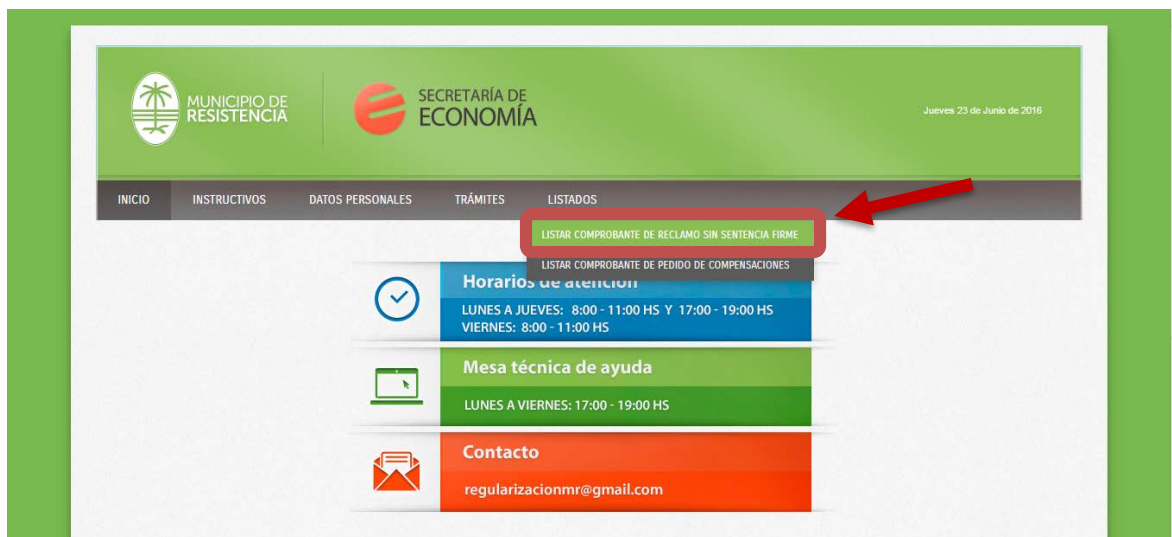 MUNICIPIO DE
RESISTENCIA
SECRETARÍA DE
ECONOMÍA
Jueves 23 de Junio de 2016
INICIO INSTRUCTIVOS DATOS PERSONALES TRÁMITES LISTADOS
LISTAR COMPROBANTE DE RECLAMO SIN SENTENCIA FIRME
LISTAR COMPROBANTE DE PEDIDO DE COMPENSACIONES
Horarios de atención
LUNES A JUEVES: 8:00 - 11:00 HS Y 17:00 - 19:00 HS
VIERNES: 8:00 - 11:00 HS
Mesa técnica de ayuda
LUNES A VIERNES: 17:00 - 19:00 HS
Contacto
regularizacionmr@gmail.com